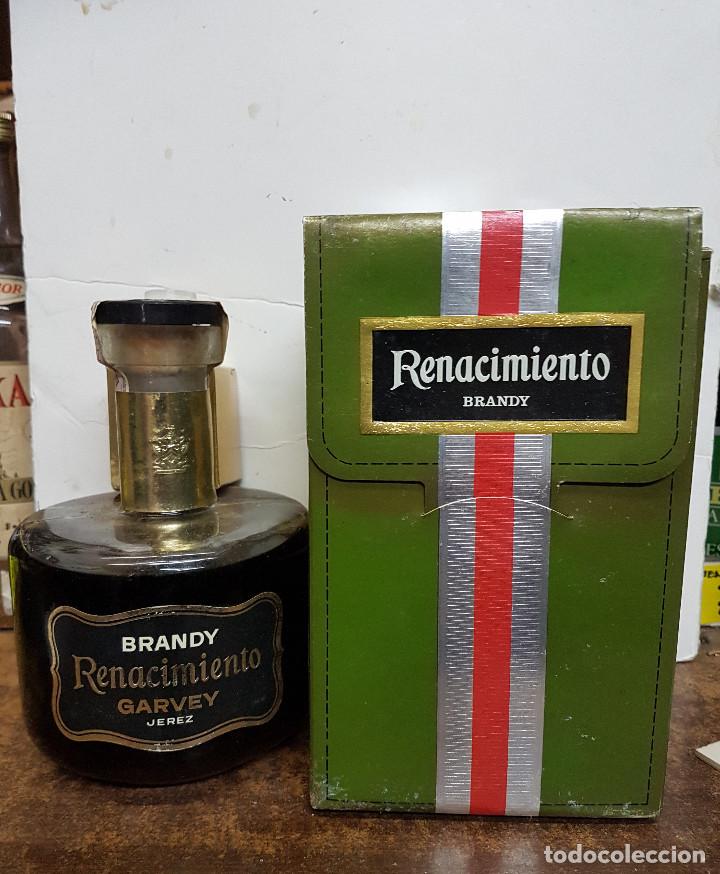 BRANDY
Renacimiento
GARVEY
JEREZ
Renacimiento
BRANDY
todocoleccion